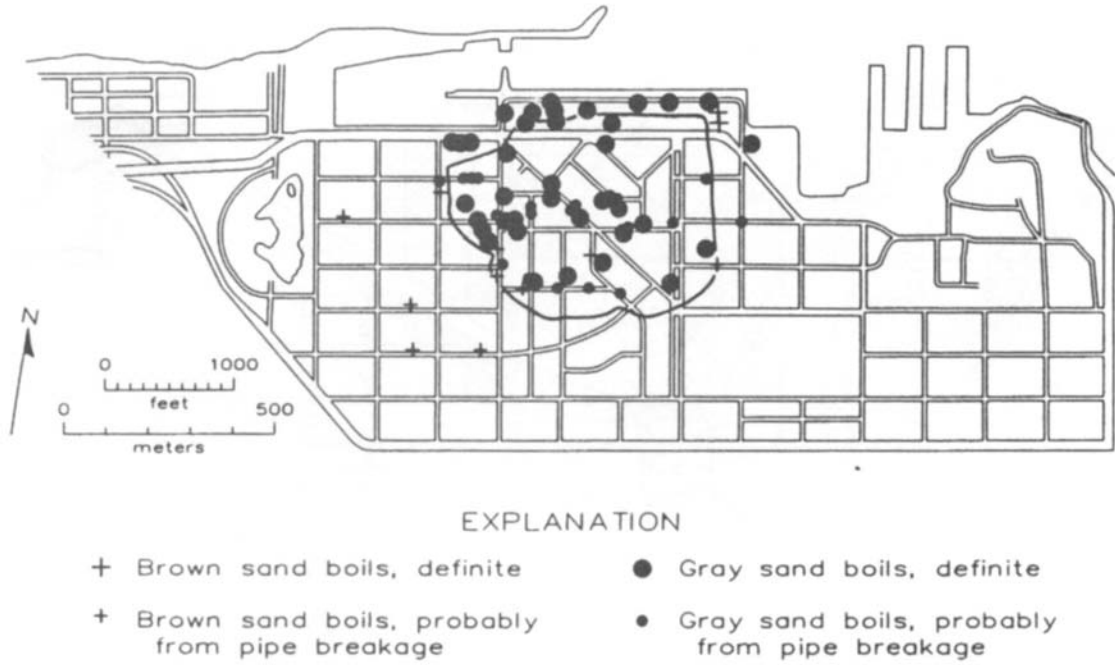 N
0 1000
feet
0 500
meters
EXPLANATION
+ Brown sand boils, definite
+ Brown sand boils, probably
from pipe breakage
● Gray sand boils, definite
• Gray sand boils, probably
from pipe breakage